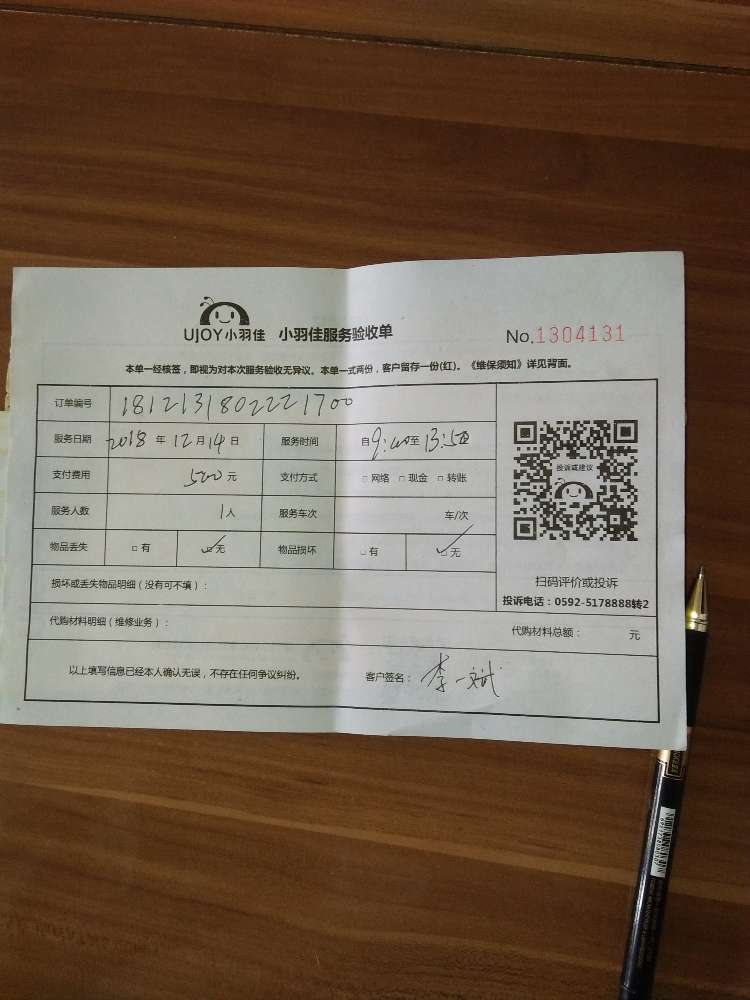 UJOY小羽佳 小羽佳服务验收单 No.1304131
本单一经核签，即视为对本次服务验收无异议。本单一式两份，客户留存一份(红)。《维保须知》详见背面。
订单编号 1812131802221700
服务日期 2018 年 12 月 14 日 服务时间 自 9:40 至 13:50
支付费用 500 元 支付方式 □ 网络 □ 现金 □ 转账
服务人数 1人 服务车次 车/次
物品丢失 □ 有 ☑ 无 物品损坏 □ 有 ☑ 无
投诉或建议
扫码评价或投诉
投诉电话：0592-5178888转2
损坏或丢失物品明细（没有可不填）：
代购材料明细（维修业务）： 代购材料总额： 元
以上填写信息已经本人确认无误，不存在任何争议纠纷。 客户签名： 李一斌